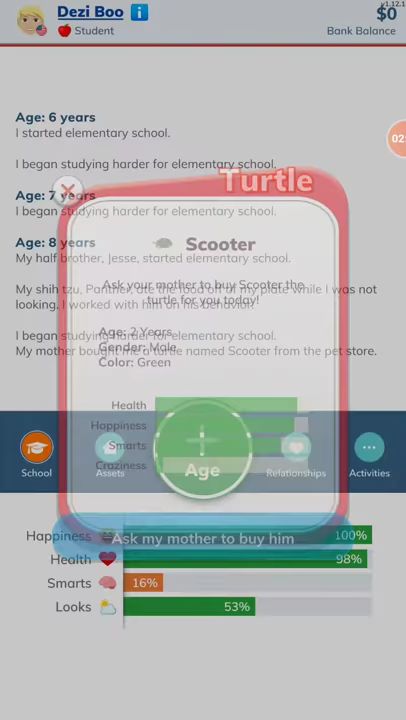 v1.12.1
Dezi Boo i
$0
Student
Bank Balance
Age: 6 years
I started elementary school.
I began studying harder for elementary school.
Turtle
Age: 7 years
I began studying harder for elementary school.
Age: 8 years
Scooter
My half brother, Jesse, started elementary school.
Ask your mother to buy Scooter the
turtle for you today!
My shih tzu, Panther, ate the food off of my plate while I was not
looking, I worked with him on his behavior.
Age: 2 Years
Gender: Male
Color: Green
I began studying harder for elementary school.
My mother bought me a turtle named Scooter from the pet store.
Health
Happiness
Smarts
Craziness
School
Assets
Age
Relationships
Activities
Ask my mother to buy him
Happiness 100%
Health 98%
Smarts 16%
Looks 53%